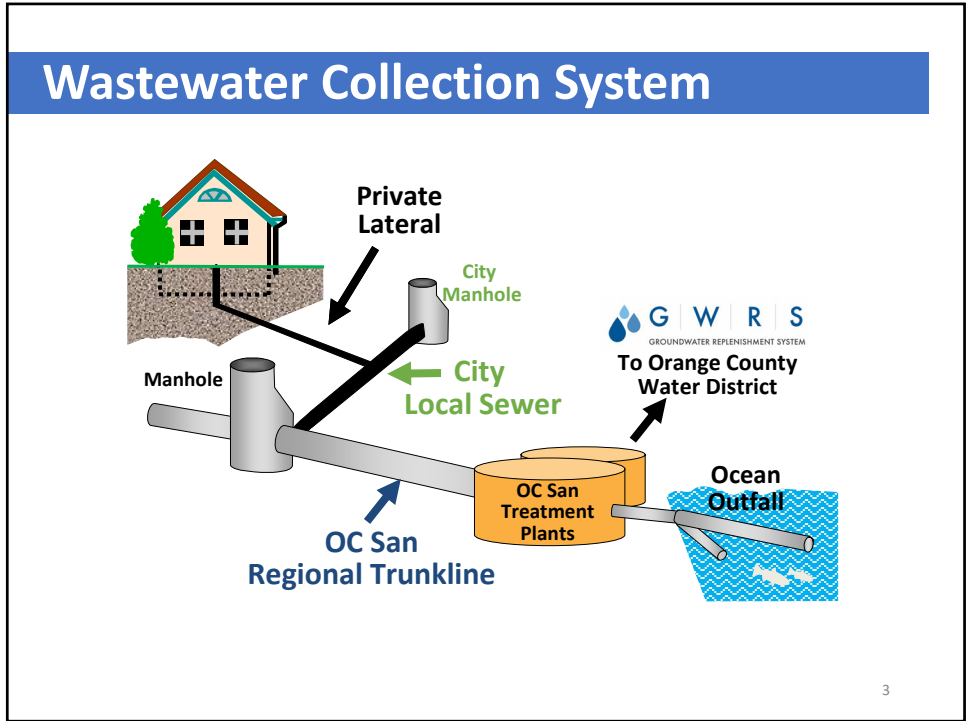 Wastewater Collection System
Private
Lateral
City
Manhole
G | W | R | S
GROUNDWATER REPLENISHMENT SYSTEM
To Orange County
Water District
Manhole
City
Local Sewer
OC San
Treatment
Plants
Ocean
Outfall
OC San
Regional Trunkline
3